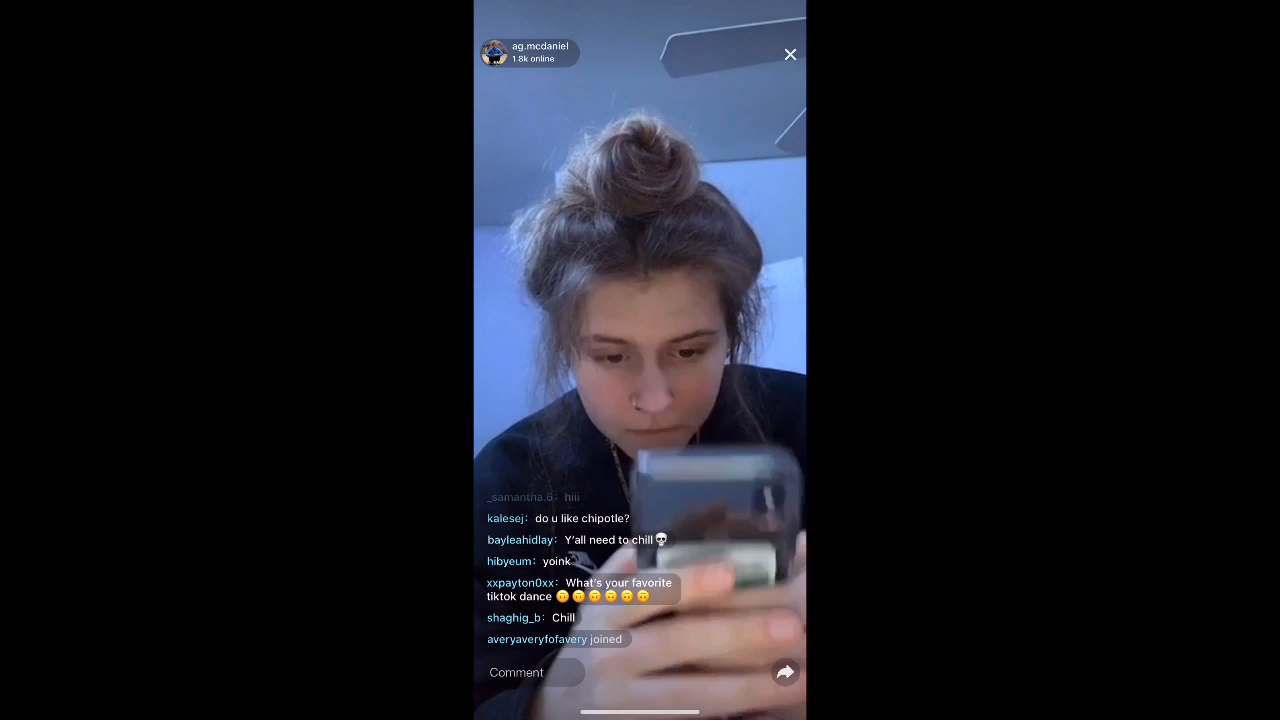 ag.mcdaniel
1.8k online
_samantha.6: hiii
kalesej: do u like chipotle?
bayleahidlay: Y'all need to chill💀
hibyeum: yoink
xxpayton0xx: What's your favorite
tiktok dance 🙃🙃🙃🙃🙃🙃
shaghig_b: Chill
averyaveryfofavery joined
Comment